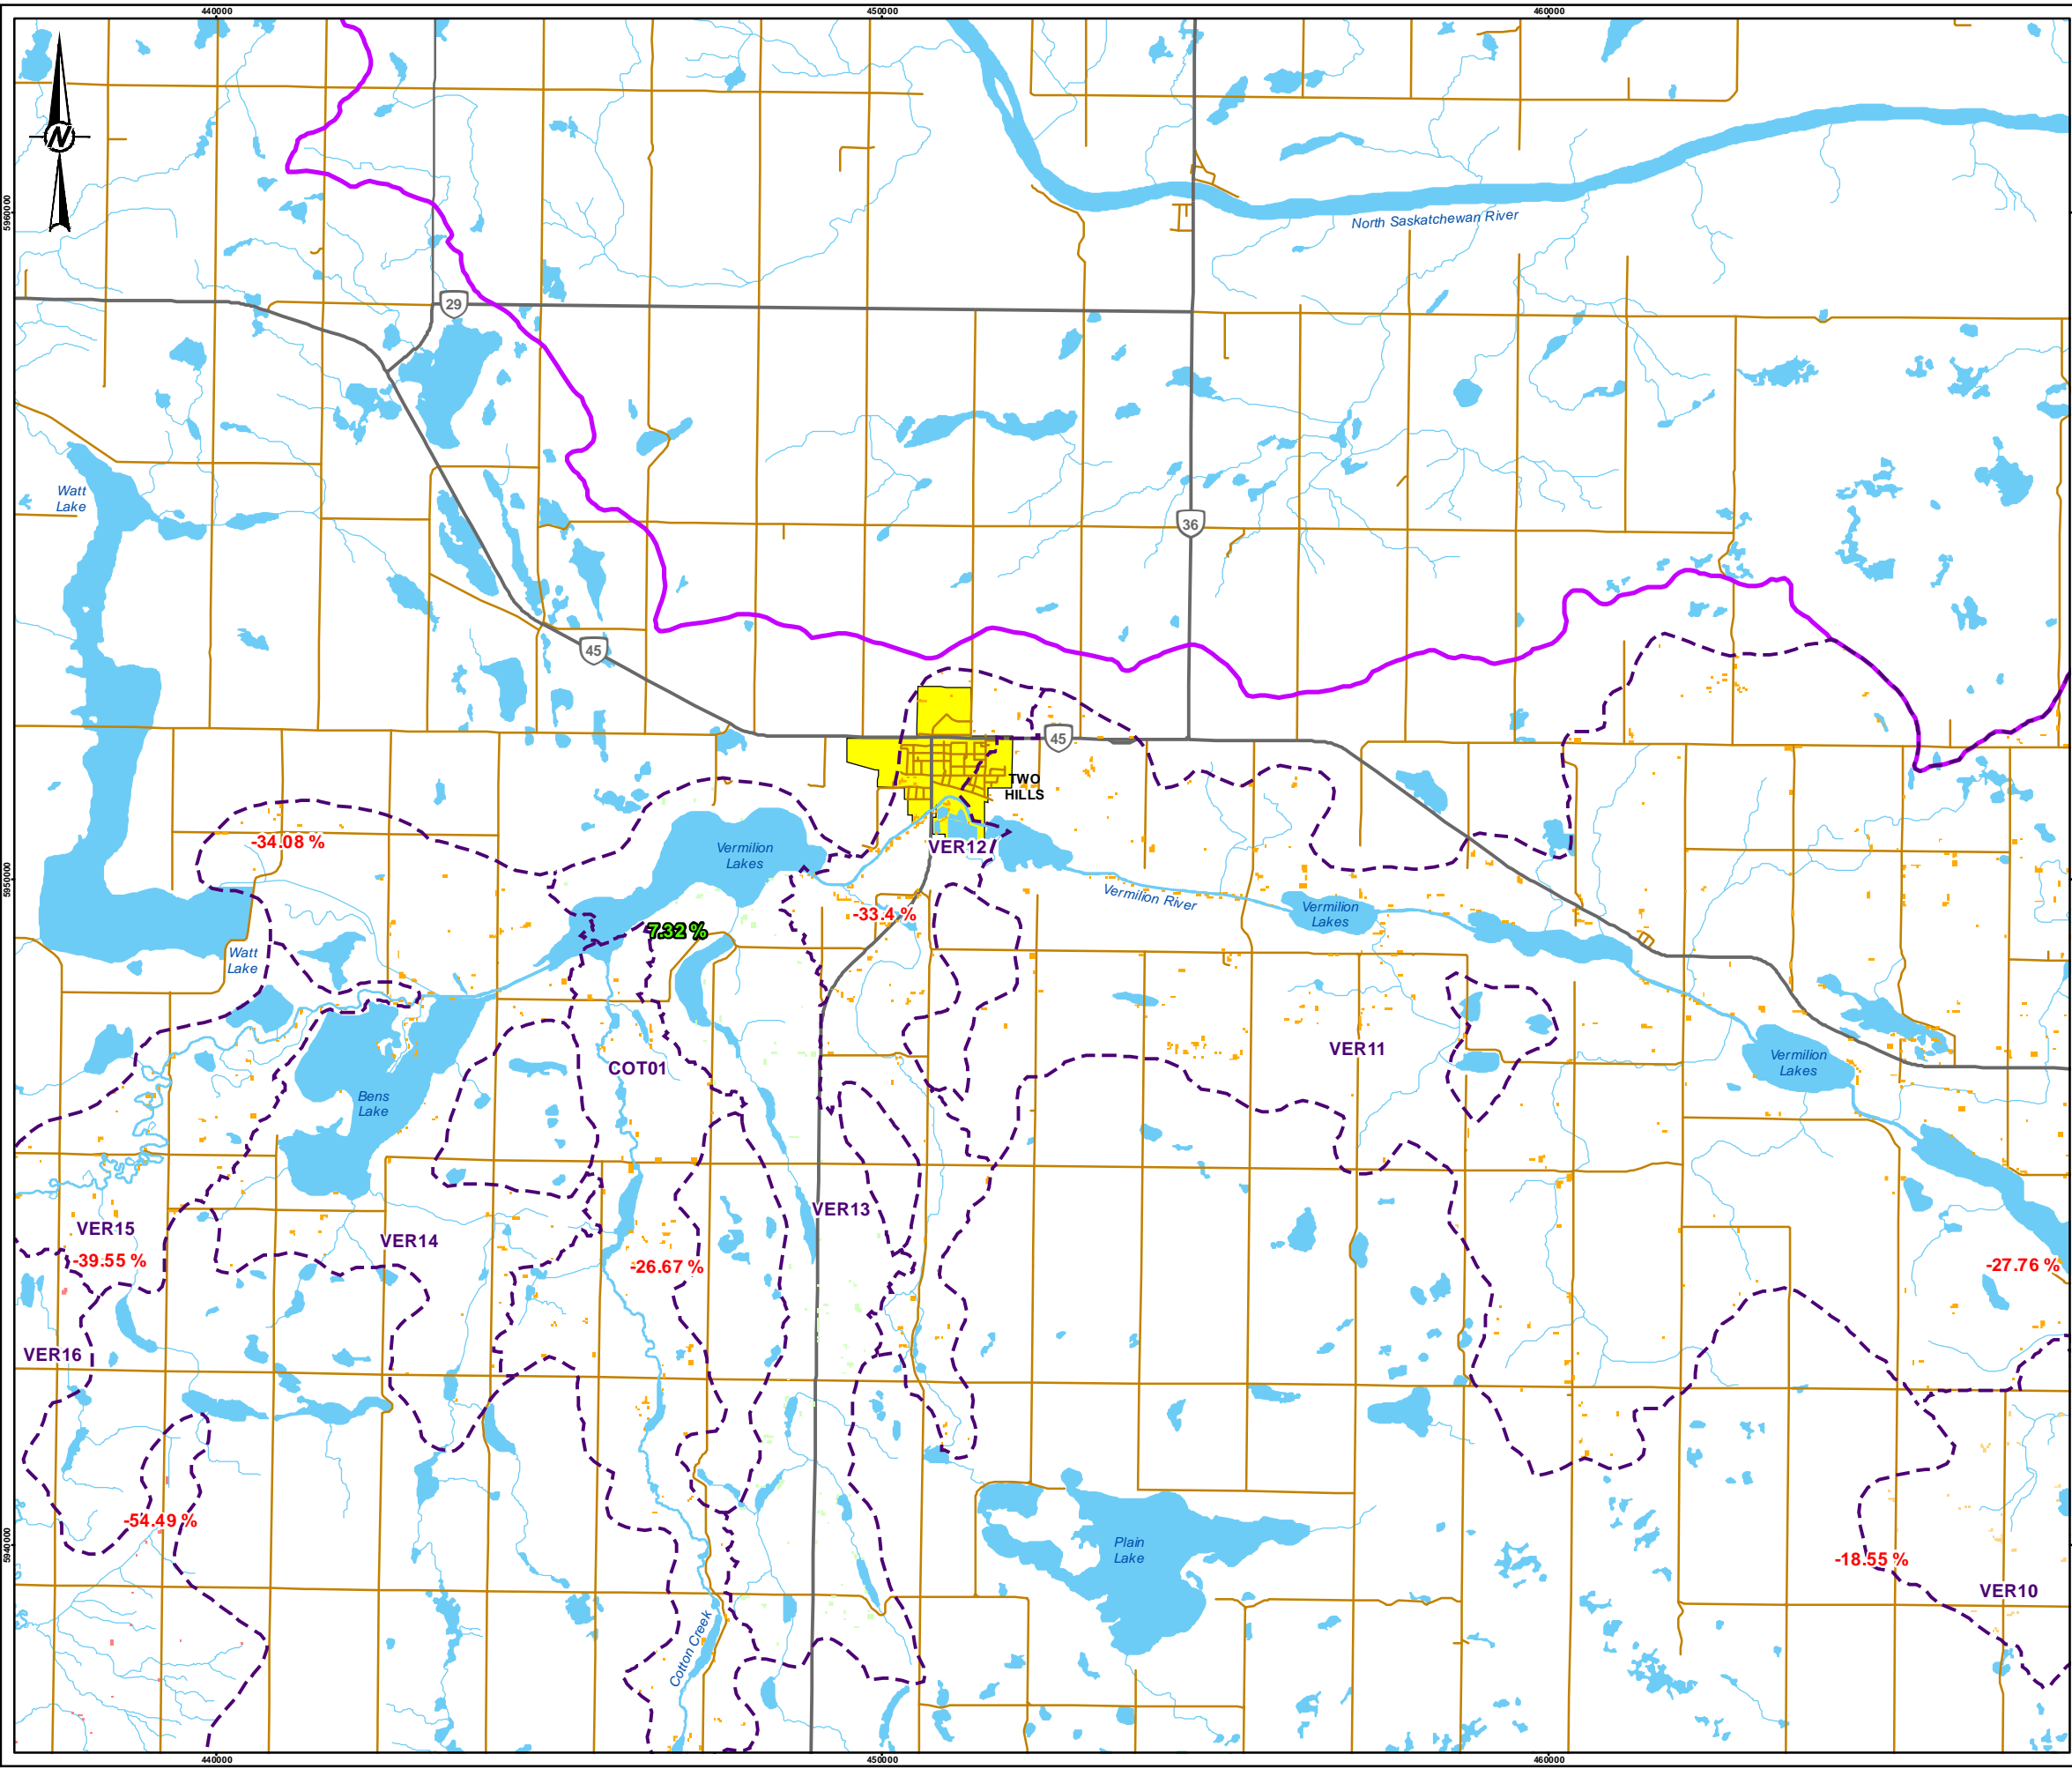 440000
450000
460000
N
5960000
North Saskatchewan River
29
Watt
Lake
36
45
45
TWO
HILLS
-34.08 %
Vermilion
Lakes
VER12
5950000
Vermilion River
-33.4 %
Vermilion
Lakes
7.32 %
Watt
Lake
VER11
Vermilion
Lakes
COT01
Bens
Lake
VER13
VER15
VER14
-39.55 %
-26.67 %
-27.76 %
VER16
-54.49 %
5940000
Plain
Lake
-18.55 %
VER10
Cotton Creek
440000
450000
460000